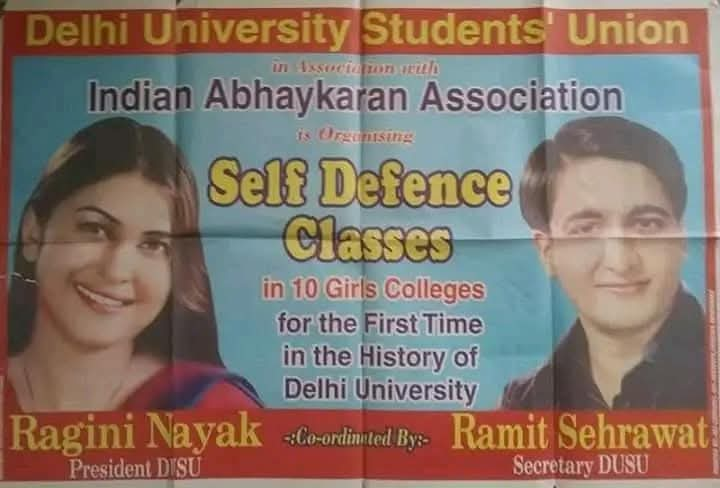 Delhi University Students' Union
in Association with
Indian Abhaykaran Association
is Organising
Self Defence
Classes
in 10 Girls Colleges
for the First Time
in the History of
Delhi University
Ragini Nayak
President DUSU
-:Co-ordinated By:-
Ramit Sehrawat
Secretary DUSU